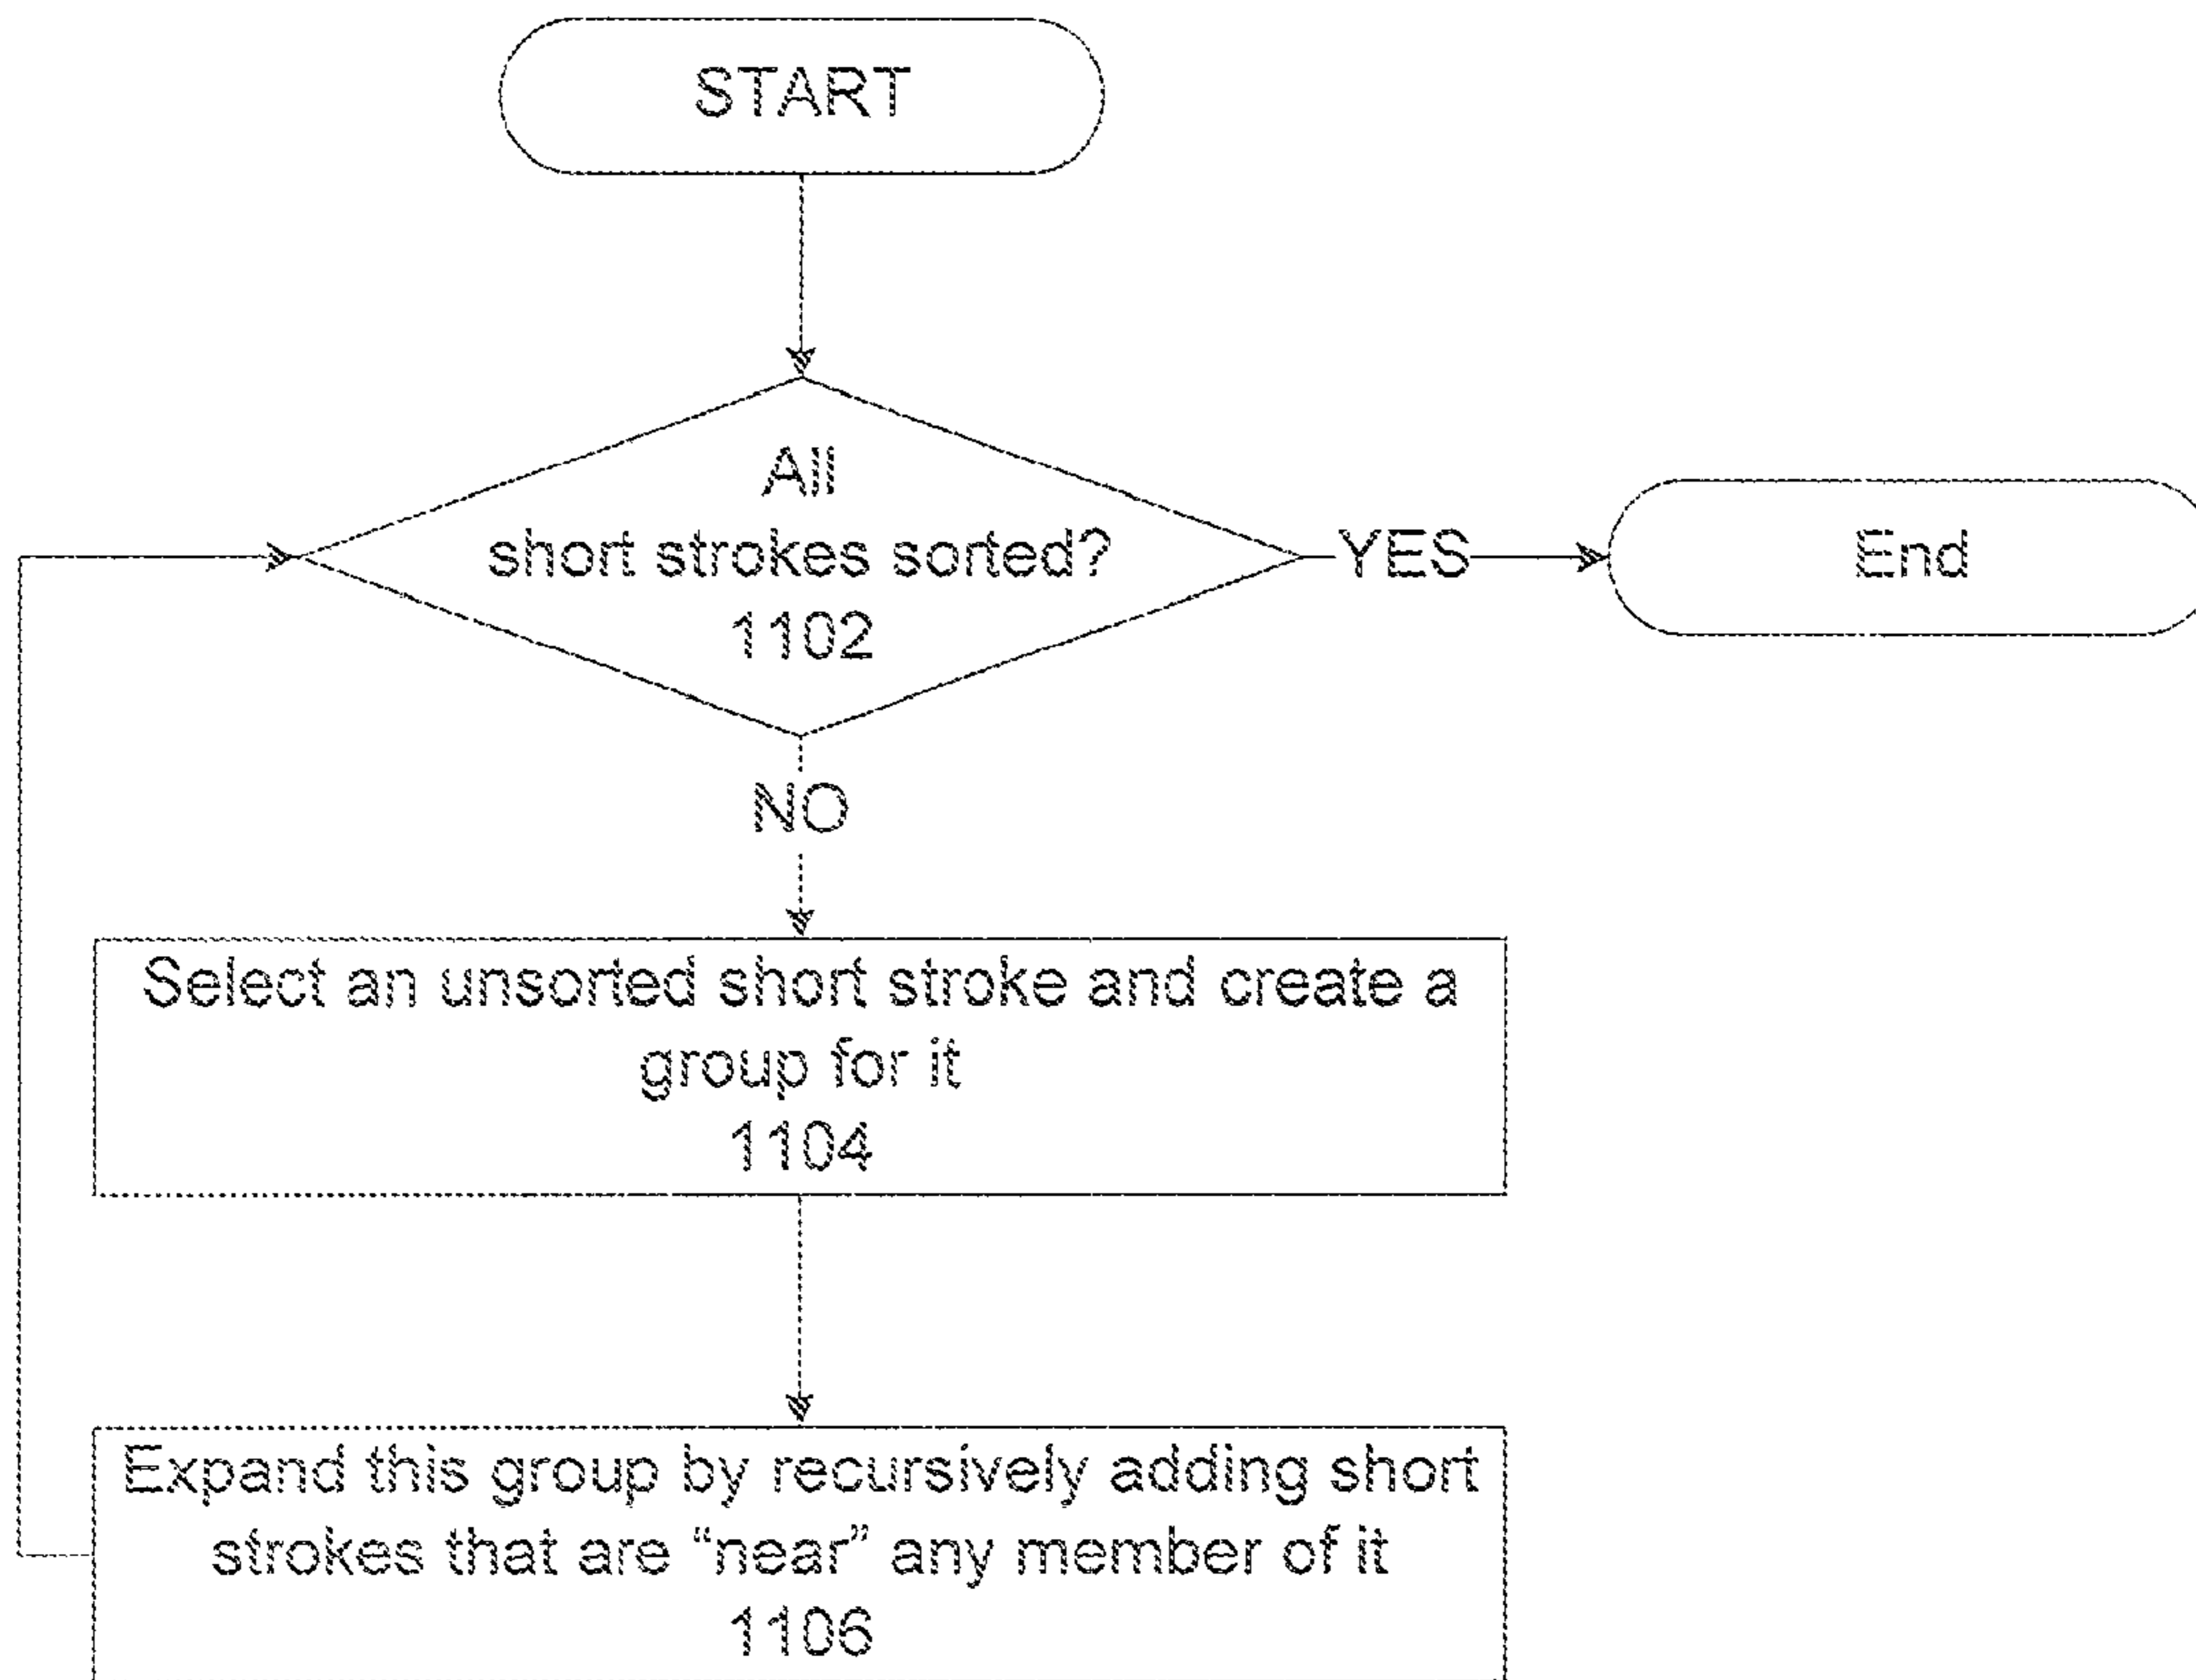 START
All
short strokes sorted?
1102
YES
End
NO
Select an unsorted short stroke and create a
group for it
1104
Expand this group by recursively adding short
strokes that are “near” any member of it
1106